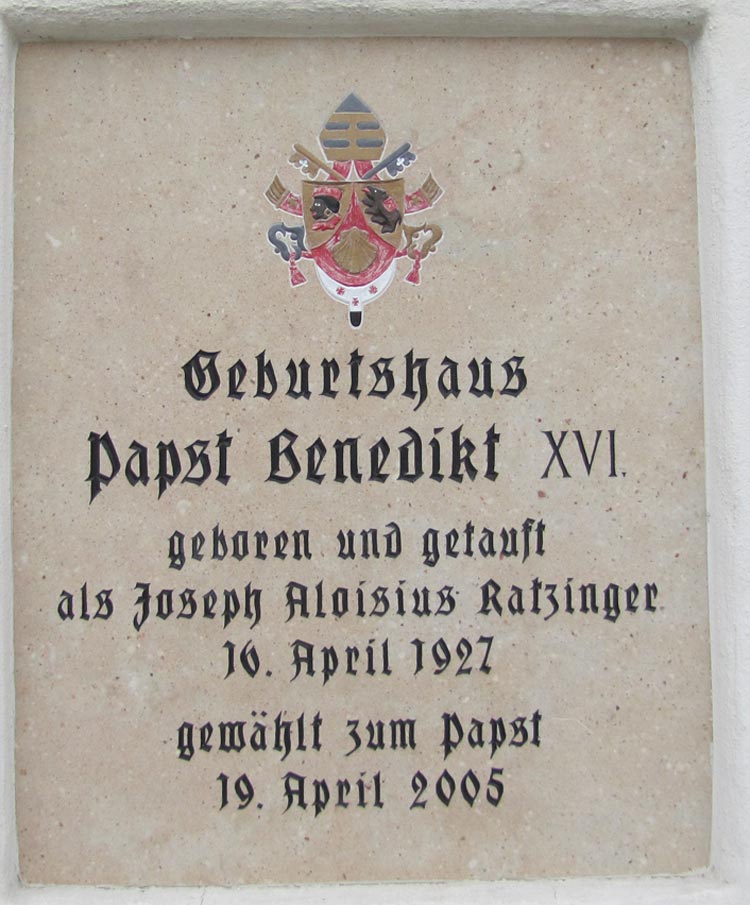 Geburtshaus
Papst Benedikt XVI.
geboren und getauft
als Joseph Aloisius Ratzinger
16. April 1927
gewählt zum Papst
19. April 2005